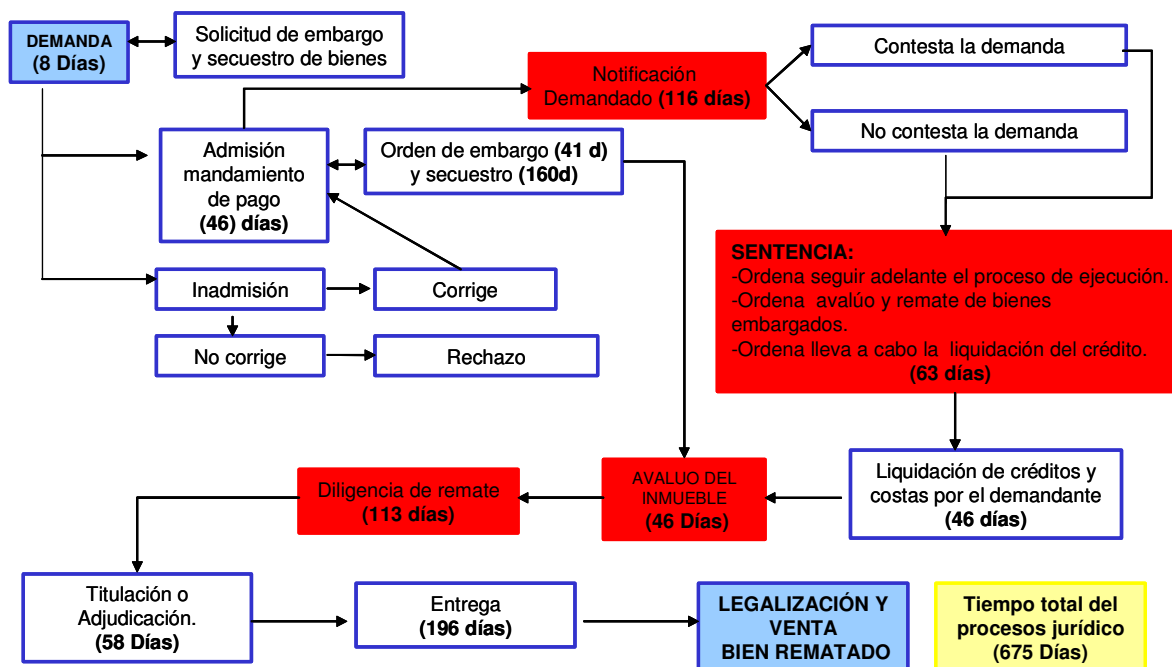 DEMANDA
(8 Días)
Solicitud de embargo
y secuestro de bienes
Notificación
Demandado (116 días)
Contesta la demanda
No contesta la demanda
Admisión
mandamiento
de pago
(46) días)
Orden de embargo (41 d)
y secuestro (160d)
Inadmisión
Corrige
No corrige
Rechazo
SENTENCIA:
-Ordena seguir adelante el proceso de ejecución.
-Ordena avalúo y remate de bienes
embargados.
-Ordena lleva a cabo la liquidación del crédito.
(63 días)
Liquidación de créditos y
costas por el demandante
(46 días)
AVALUO DEL
INMUEBLE
(46 Días)
Diligencia de remate
(113 días)
Titulación o
Adjudicación.
(58 Días)
Entrega
(196 días)
LEGALIZACIÓN Y
VENTA
BIEN REMATADO
Tiempo total del
procesos jurídico
(675 Días)